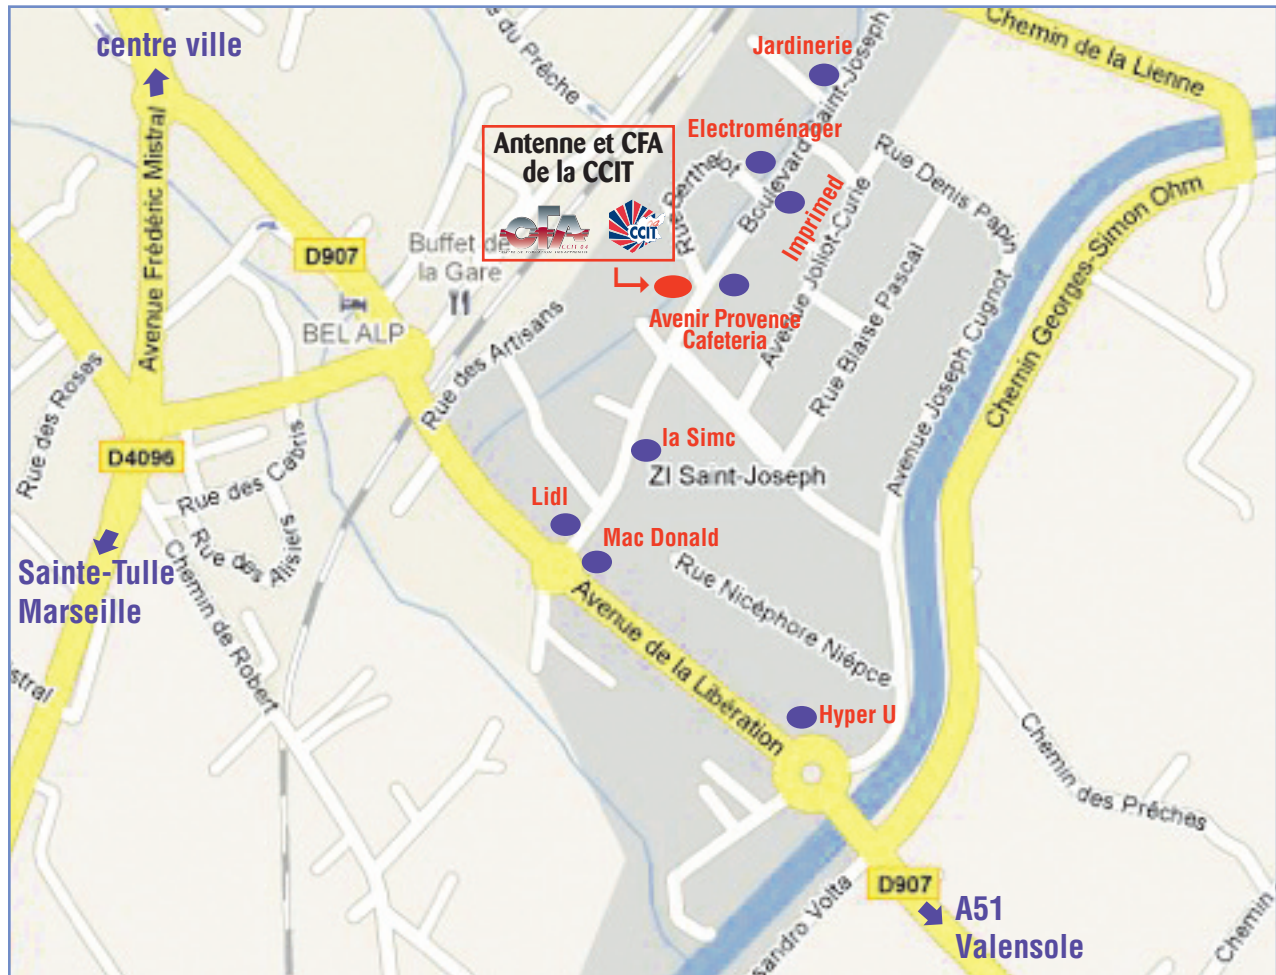 centre ville
Avenue Frédéric Mistral
D907
Buffet de
la Gare
BEL ALP
Rue des Roses
D4096
Rue des Cabris
Rue des Alisiers
Sainte-Tulle
Marseille
Chemin de Robert
stral
e du Prêche
Antenne et CFA
de la CCIT
CFA
CCIT
Rue des Artisans
Jardinerie
Electroménager
Boulevard Saint-Joseph
Rue Berthelot
Imprimed
Avenir Provence
Cafeteria
Avenue Joliot-Curie
Rue Blaise Pascal
Rue Denis Papin
Avenue Joseph Cugnot
Chemin de la Lienne
Chemin Georges-Simon Ohm
la Simc
ZI Saint-Joseph
Lidl
Mac Donald
Rue Nicéphore Niépce
Avenue de la Libération
Hyper U
Chemin des Prêches
D907
A51
Valensole
sandro Volta
Chemin